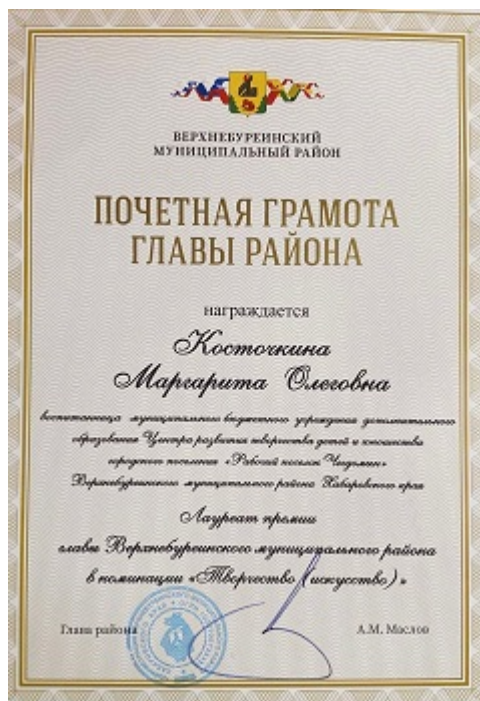 ВЕРХНЕБУРЕИНСКИЙ
МУНИЦИПАЛЬНЫЙ РАЙОН
ПОЧЕТНАЯ ГРАМОТА
ГЛАВЫ РАЙОНА
награждается
Косточкина
Маргарита Олеговна
воспитанница муниципального бюджетного учреждения дополнительного
образования Центра развития творчества детей и юношества
городского поселения «Рабочий поселок Чегдомын»
Верхнебуреинского муниципального района Хабаровского края
Лауреат премии
главы Верхнебуреинского муниципального района
в номинации «Творчество (искусство)»
Глава района
А.М. Маслов